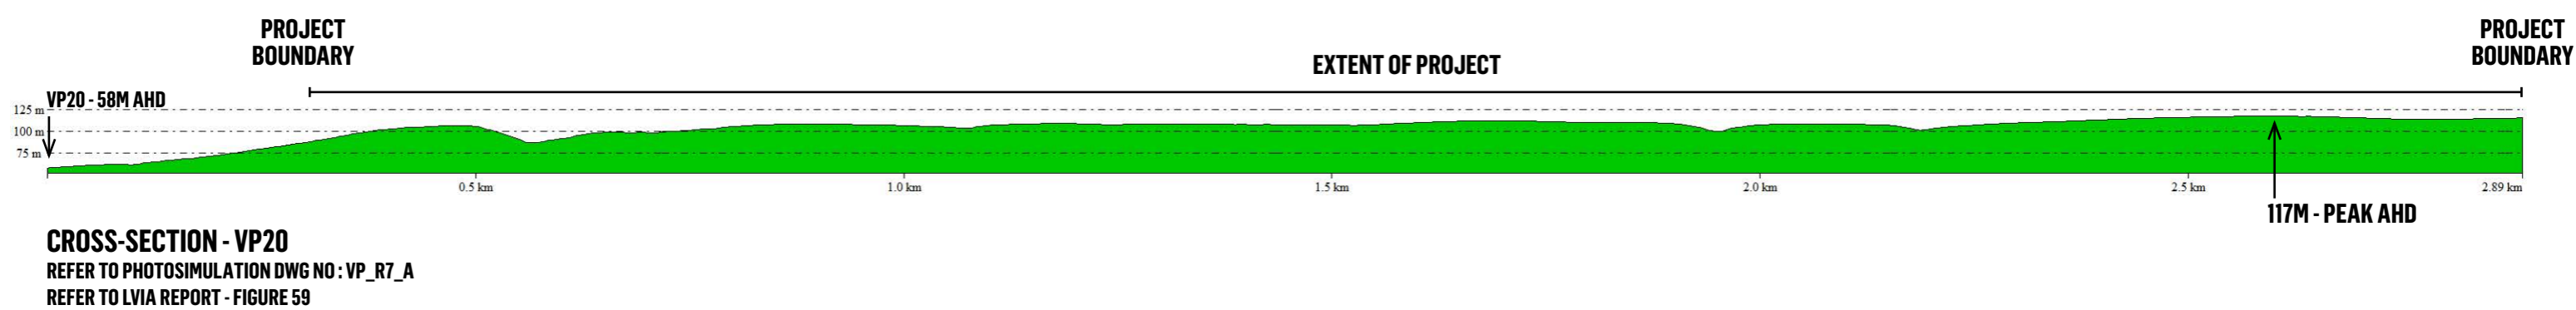 PROJECT
BOUNDARY
PROJECT
BOUNDARY
EXTENT OF PROJECT
VP20 - 58M AHD
125 m
100 m
75 m
0.5 km
1.0 km
1.5 km
2.0 km
2.5 km
2.89 km
117M - PEAK AHD
CROSS-SECTION - VP20
REFER TO PHOTOSIMULATION DWG NO : VP_R7_A
REFER TO LVIA REPORT - FIGURE 59